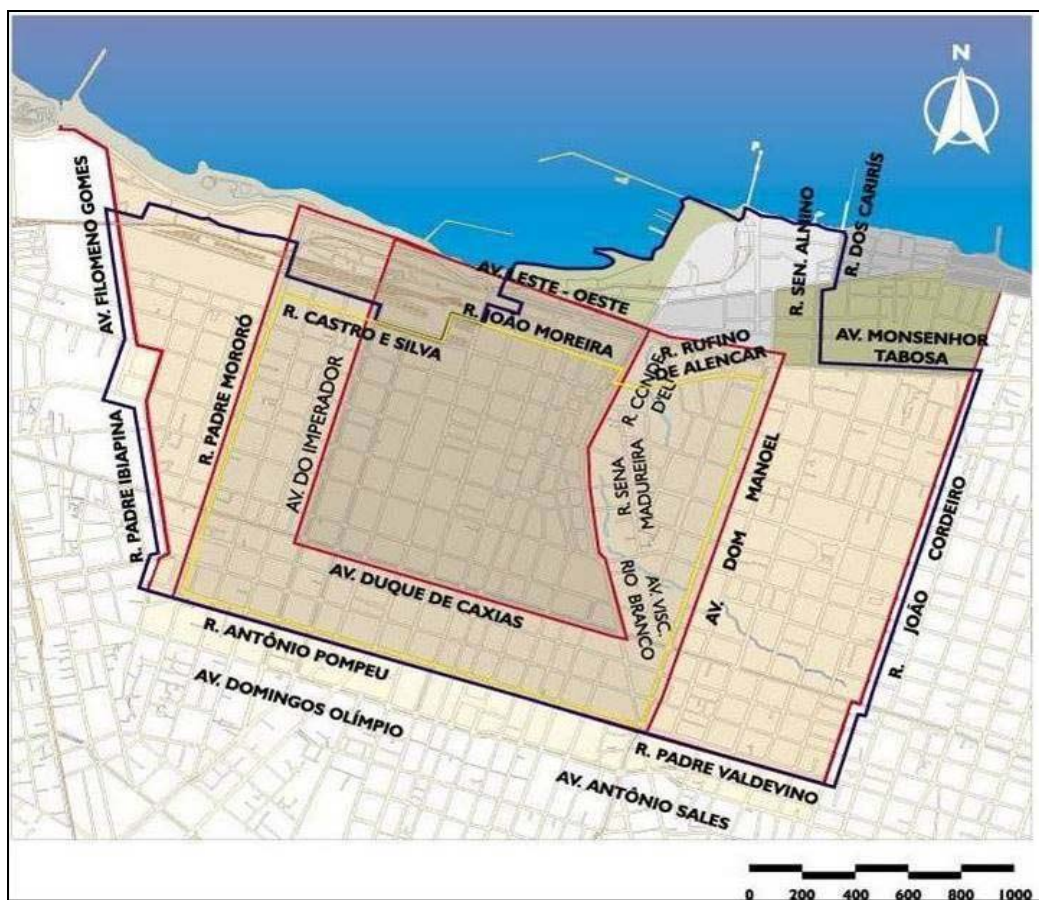 N
AV. FILOMENO GOMES
R. SEN. ALMINO
R. DOS CARIRÍS
AV. LESTE - OESTE
R. JOÃO MOREIRA
R. CASTRO E SILVA
AV. MONSENHOR
TABOSA
R. RUFINO
DE ALENCAR
R. CONDE
D'EU
R. PADRE MORORÓ
AV. DO IMPERADOR
R. PADRE IBIAPINA
R. SENA
MADUREIRA
AV. DOM MANOEL
R. JOÃO CORDEIRO
AV. DUQUE DE CAXIAS
AV. VISC.
RIO BRANCO
R. ANTÔNIO POMPEU
AV. DOMINGOS OLÍMPIO
R. PADRE VALDEVINO
AV. ANTÔNIO SALES
0 200 400 600 800 1000